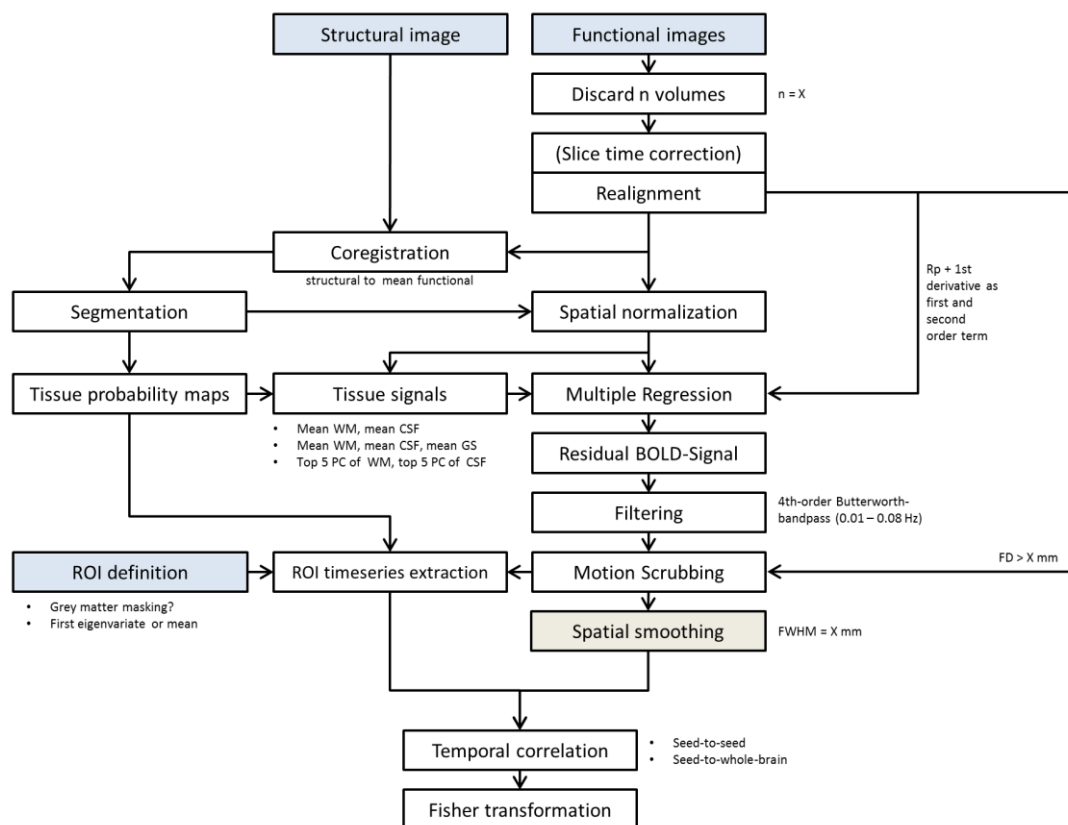 Structural image
Functional images
Discard n volumes
n = X
(Slice time correction)
Realignment
Coregistration
structural to mean functional
Rp + 1st
derivative as
first and
second
order term
Segmentation
Spatial normalization
Tissue probability maps
Tissue signals
Multiple Regression
• Mean WM, mean CSF
• Mean WM, mean CSF, mean GS
• Top 5 PC of WM, top 5 PC of CSF
Residual BOLD-Signal
Filtering
4th-order Butterworth-
bandpass (0.01 – 0.08 Hz)
ROI definition
ROI timeseries extraction
Motion Scrubbing
FD > X mm
• Grey matter masking?
• First eigenvariate or mean
Spatial smoothing
FWHM = X mm
Temporal correlation
• Seed-to-seed
• Seed-to-whole-brain
Fisher transformation